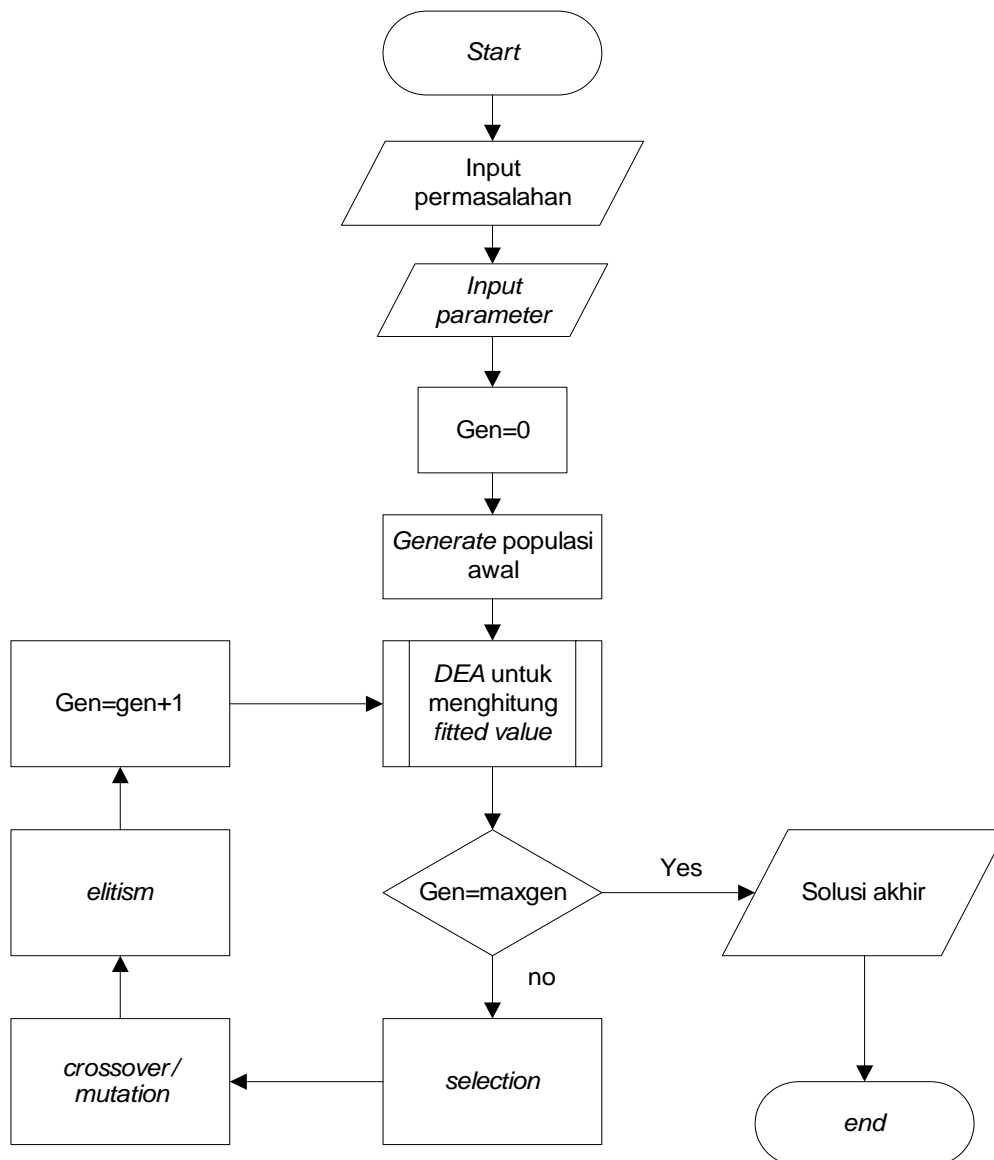 Start
Input
permasalahan
Input
parameter
Gen=0
Generate populasi
awal
DEA untuk
menghitung
fitted value
Gen=gen+1
elitism
Gen=maxgen
Yes
Solusi akhir
no
crossover/
mutation
selection
end